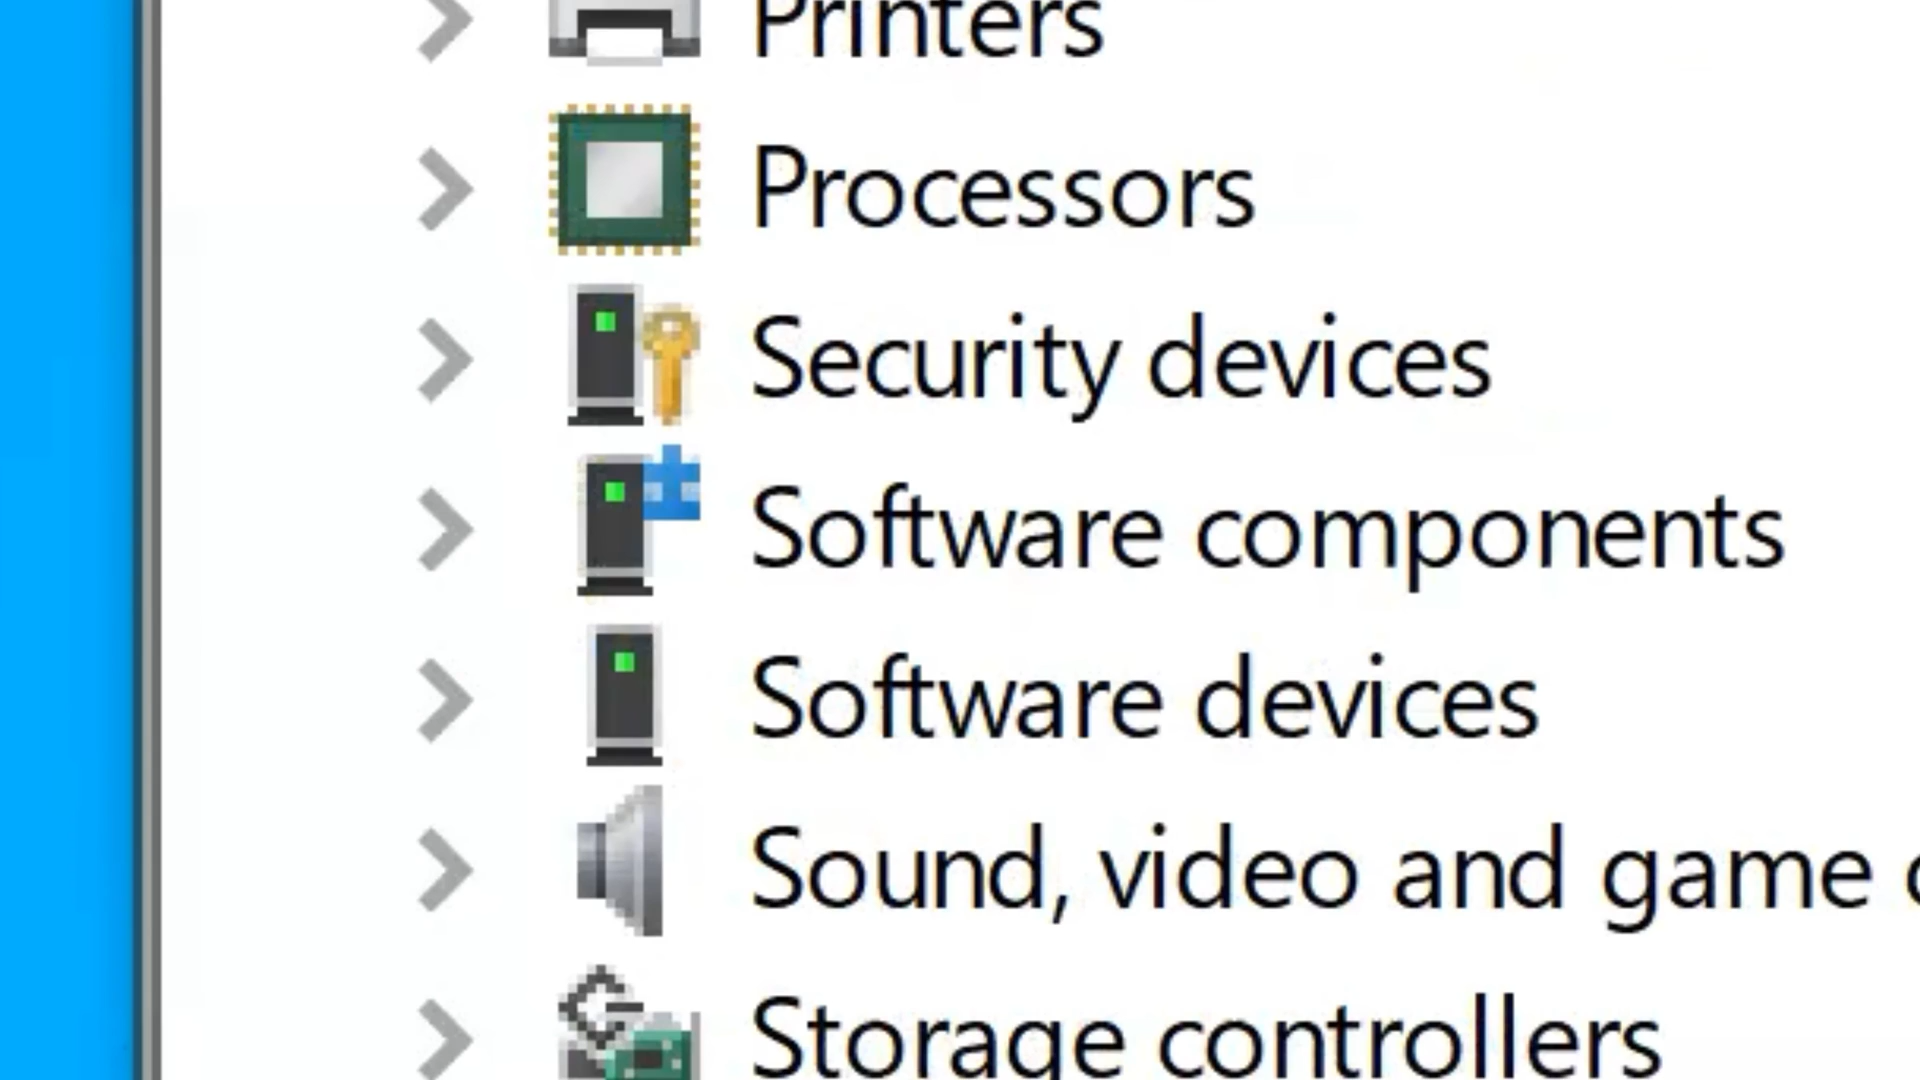 Printers
Processors
Security devices
Software components
Software devices
Sound, video and game
Storage controllers